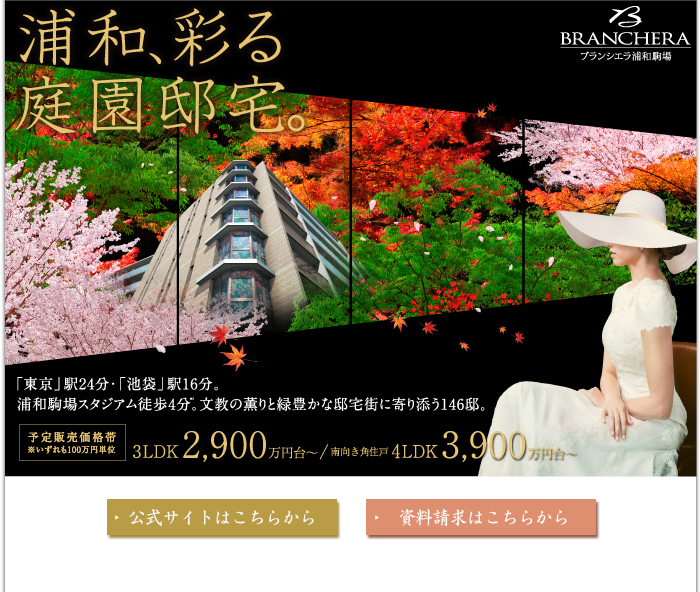 浦和、彩る
庭園邸宅。
BRANCHERA
ブランシエラ浦和駒場
「東京」駅24分・「池袋」駅16分。
浦和駒場スタジアム徒歩4分*。文教の薫りと緑豊かな邸宅街に寄り添う146邸。
予定販売価格帯
※いずれも100万円単位
3LDK 2,900万円台~/南向き角住戸 4LDK 3,900万円台~
公式サイトはこちらから
資料請求はこちらから